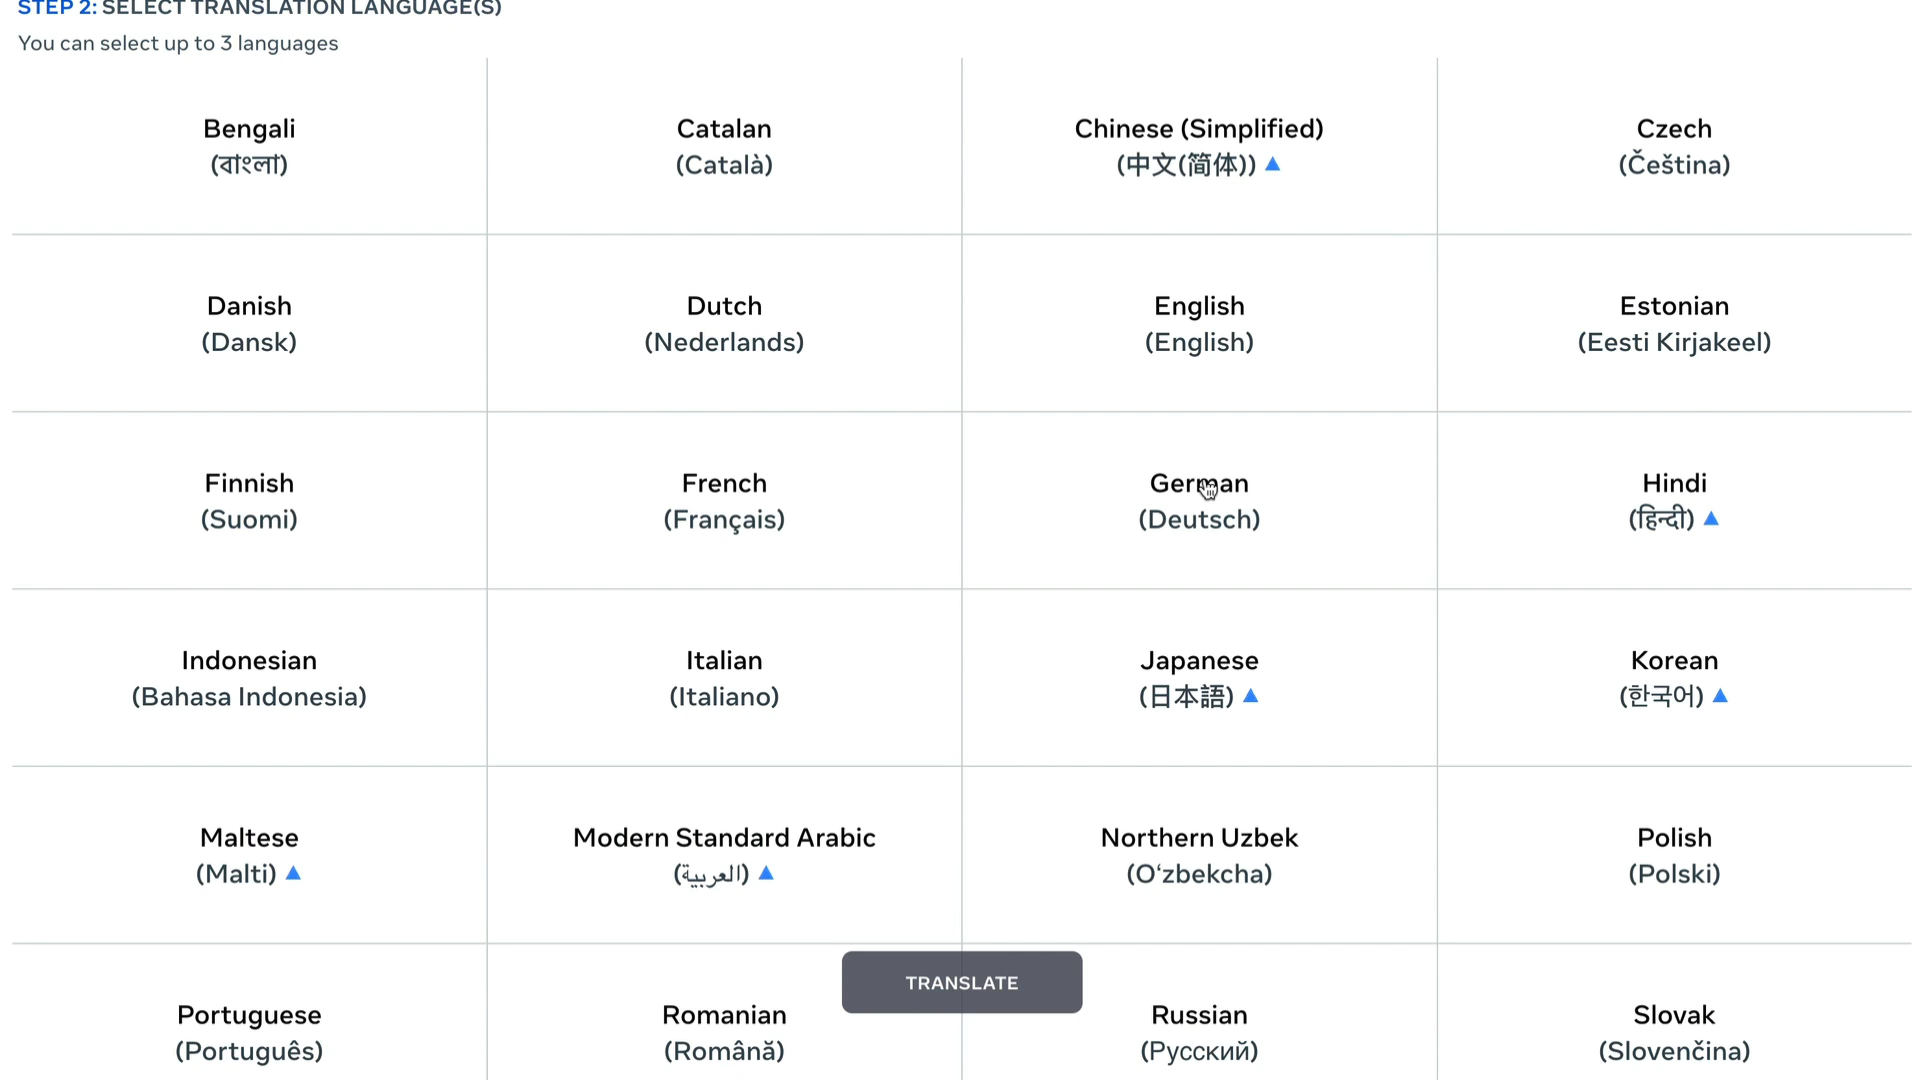 STEP 2: SELECT TRANSLATION LANGUAGE(S)
You can select up to 3 languages
Bengali
(বাংলা)
Catalan
(Català)
Chinese (Simplified)
(中文(简体))
Czech
(Čeština)
Danish
(Dansk)
Dutch
(Nederlands)
English
(English)
Estonian
(Eesti Kirjakeel)
Finnish
(Suomi)
French
(Français)
German
(Deutsch)
Hindi
(हिन्दी)
Indonesian
(Bahasa Indonesia)
Italian
(Italiano)
Japanese
(日本語)
Korean
(한국어)
Maltese
(Malti)
Modern Standard Arabic
(العربية)
Northern Uzbek
(Oʻzbekcha)
Polish
(Polski)
TRANSLATE
Portuguese
(Português)
Romanian
(Română)
Russian
(Русский)
Slovak
(Slovenčina)